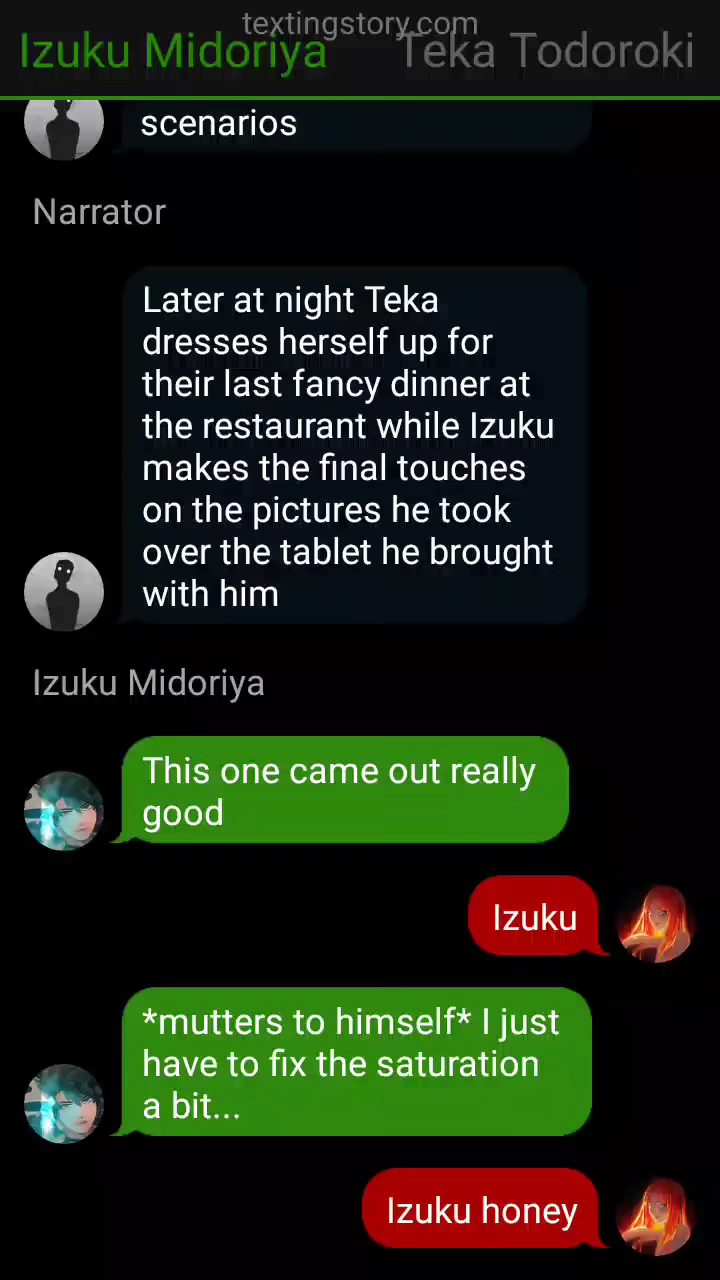 textingstory.com
Izuku Midoriya Teka Todoroki
scenarios
Narrator
Later at night Teka
dresses herself up for
their last fancy dinner at
the restaurant while Izuku
makes the final touches
on the pictures he took
over the tablet he brought
with him
Izuku Midoriya
This one came out really
good
Izuku
*mutters to himself* I just
have to fix the saturation
a bit...
Izuku honey